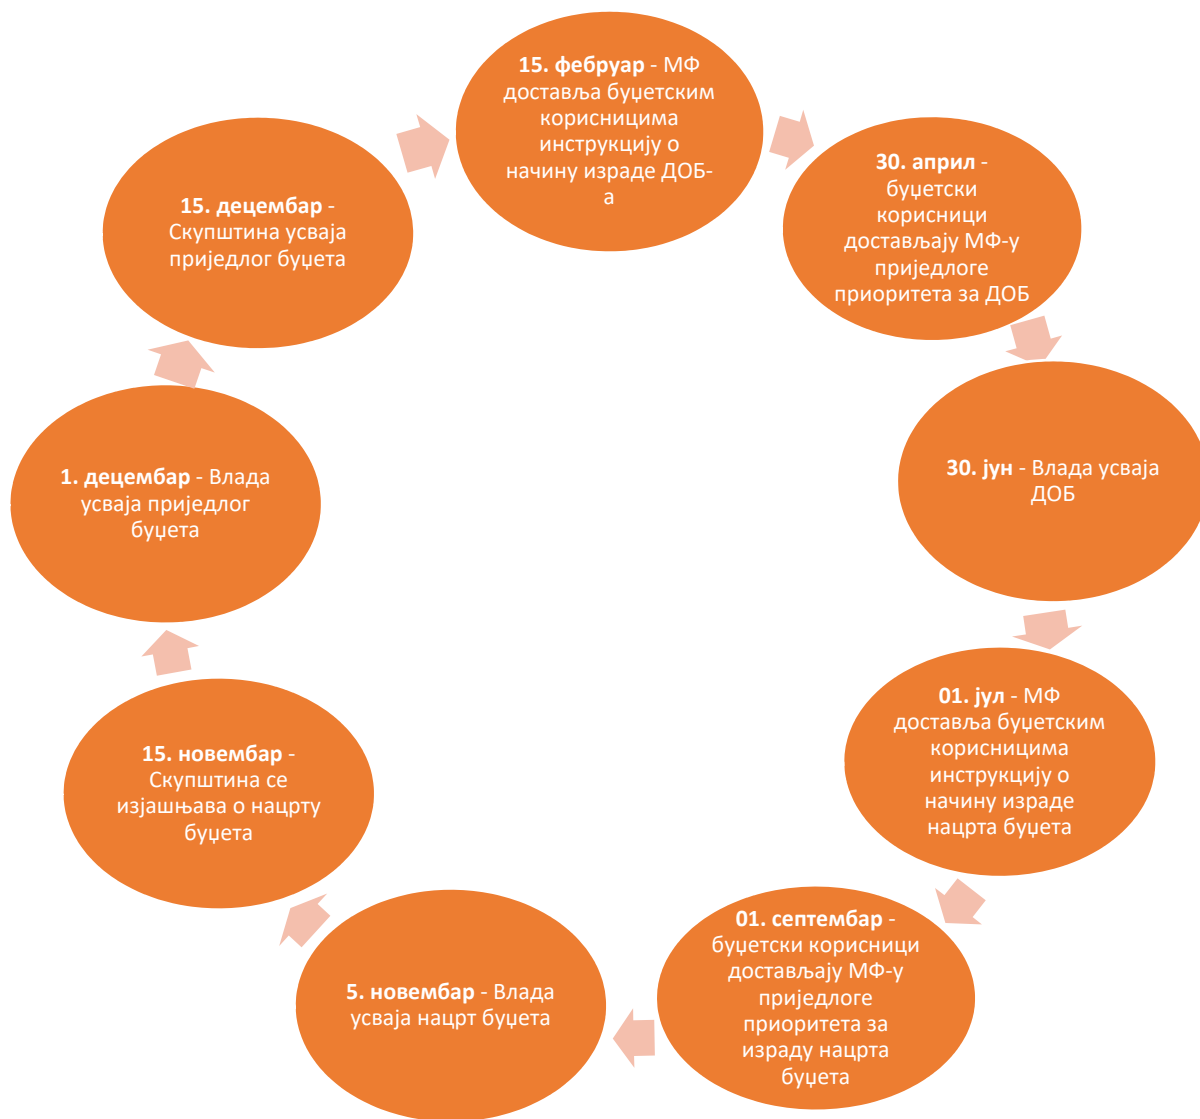 15. фебруар - МФ
доставља буџетским
корисницима
инструкцију о
начину израде ДОБ-
а
30. април -
буџетски
корисници
достављају МФ-у
приједлоге
приоритета за ДОБ
30. јун - Влада усваја
ДОБ
01. јул - МФ
доставља буџетским
корисницима
инструкцију о
начину израде
нацрта буџета
01. септембар -
буџетски корисници
достављају МФ-у
приједлоге
приоритета за
израду нацрта
буџета
5. новембар - Влада
усваја нацрт буџета
15. новембар -
Скупштина се
изјашњава о нацрту
буџета
1. децембар - Влада
усваја приједлог
буџета
15. децембар -
Скупштина усваја
приједлог буџета